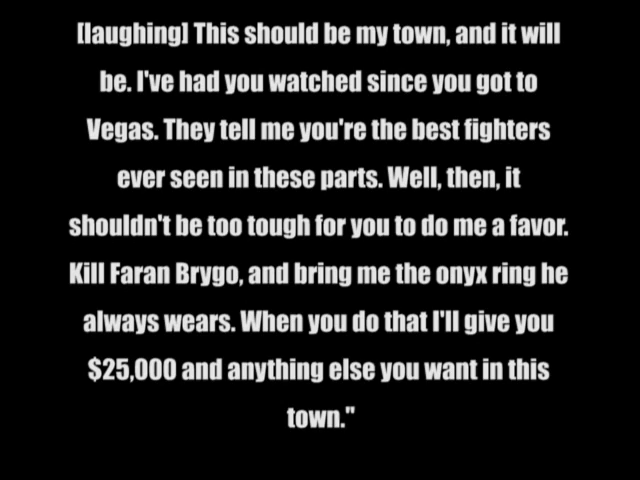 [laughing] This should be my town, and it will
be. I've had you watched since you got to
Vegas. They tell me you're the best fighters
ever seen in these parts. Well, then, it
shouldn't be too tough for you to do me a favor.
Kill Faran Brygo, and bring me the onyx ring he
always wears. When you do that I'll give you
$25,000 and anything else you want in this
town."